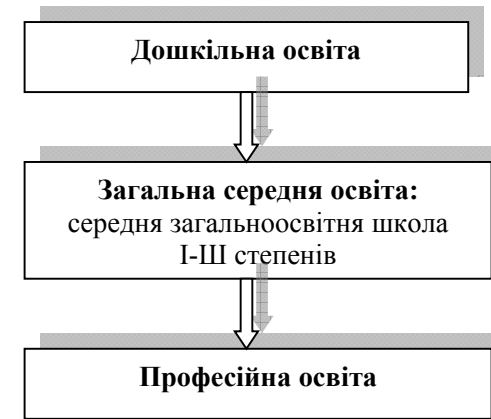 Дошкільна освіта
Загальна середня освіта:
середня загальноосвітня школа
І-Ш степенів
Професійна освіта